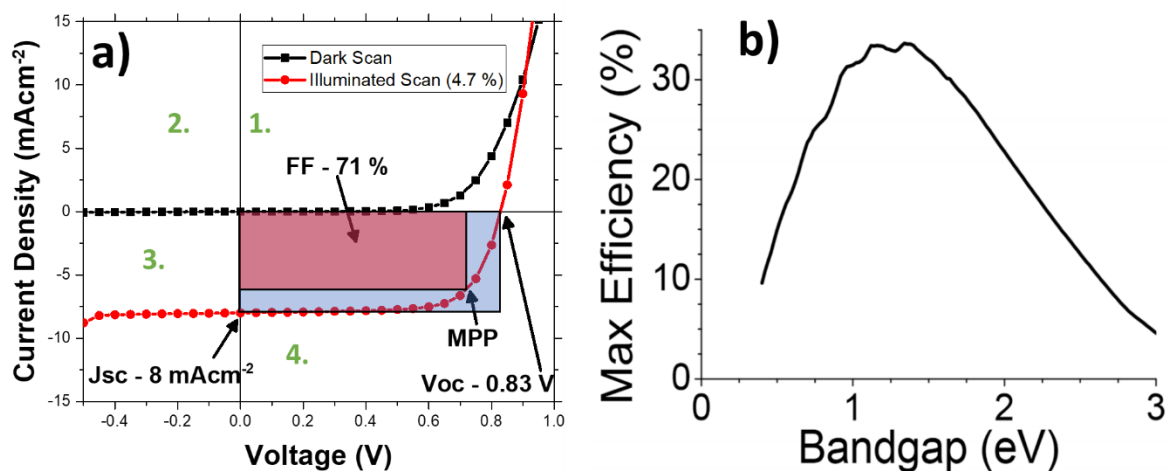 a)
Dark Scan
Illuminated Scan (4.7 %)
2.
1.
FF - 71 %
3.
MPP
4.
Jsc - 8 mAcm-2
Voc - 0.83 V
Current Density (mAcm-2)
15
10
5
0
-5
-10
-15
-0.4
-0.2
0.0
0.2
0.4
0.6
0.8
1.0
Voltage (V)
b)
Max Efficiency (%)
30
20
10
0
0
1
2
3
Bandgap (eV)